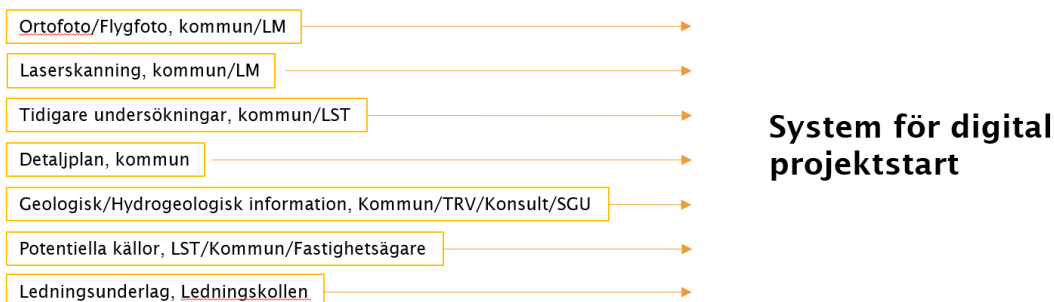 Ortofoto/Flygfoto, kommun/LM
Laserskanning, kommun/LM
Tidigare undersökningar, kommun/LST
Detaljplan, kommun
Geologisk/Hydrogeologisk information, Kommun/TRV/Konsult/SGU
Potentiella källor, LST/Kommun/Fastighetsägare
Ledningsunderlag, Ledningskollen
System för digital
projektstart